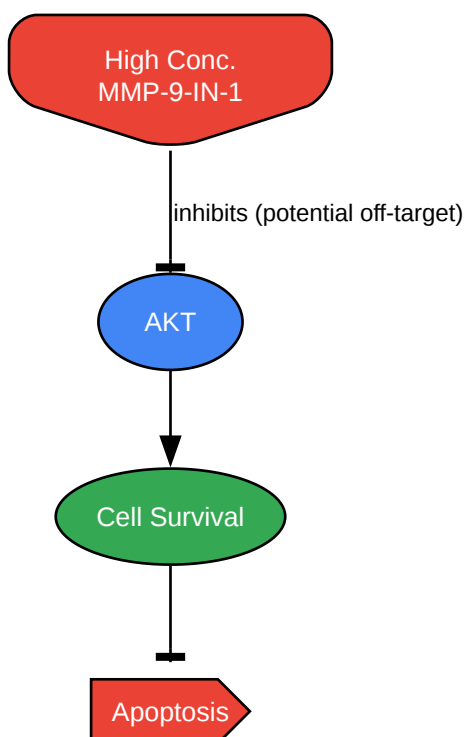 High Conc.
MMP-9-IN-1
inhibits (potential off-target)
AKT
Cell Survival
Apoptosis